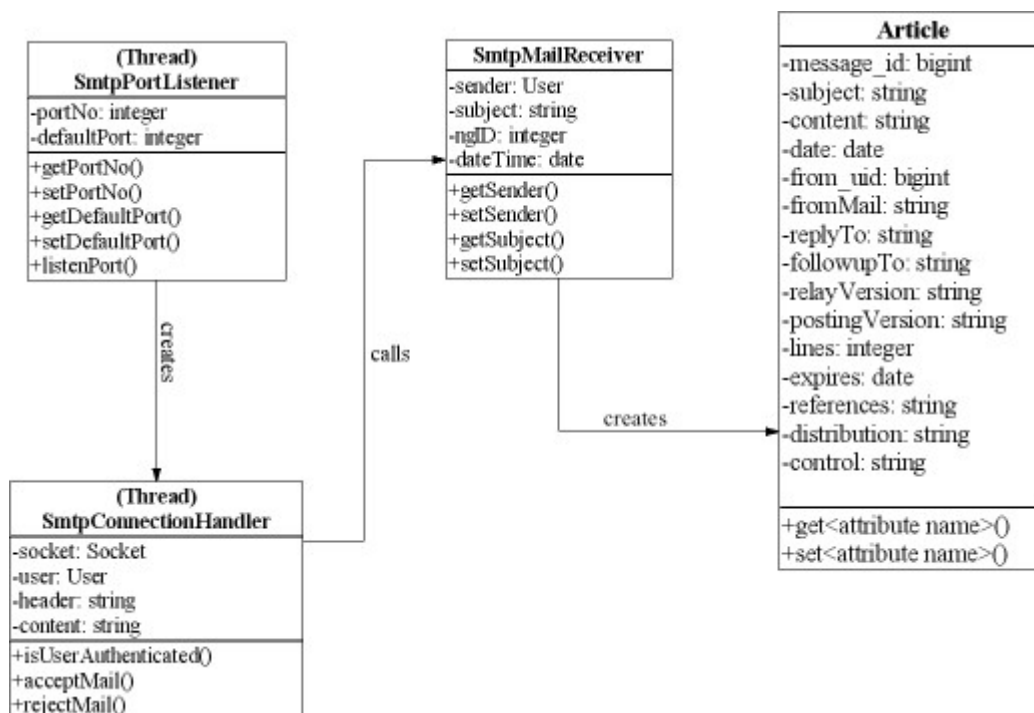 (Thread)
SmtpPortListener
-portNo: integer
-defaultPort: integer
+getPortNo()
+setPortNo()
+getDefaultPort()
+setDefaultPort()
+listenPort()
creates
(Thread)
SmtpConnectionHandler
-socket: Socket
-user: User
-header: string
-content: string
+isUserAuthenticated()
+acceptMail()
+rejectMail()
calls
SmtpMailReceiver
-sender: User
-subject: string
-ngID: integer
-dateTime: date
+getSender()
+setSender()
+getSubject()
+setSubject()
creates
Article
-message_id: bigint
-subject: string
-content: string
-date: date
-from_uid: bigint
-fromMail: string
-replyTo: string
-followupTo: string
-relayVersion: string
-postingVersion: string
-lines: integer
-expires: date
-references: string
-distribution: string
-control: string
+get<attribute name>()
+set<attribute name>()